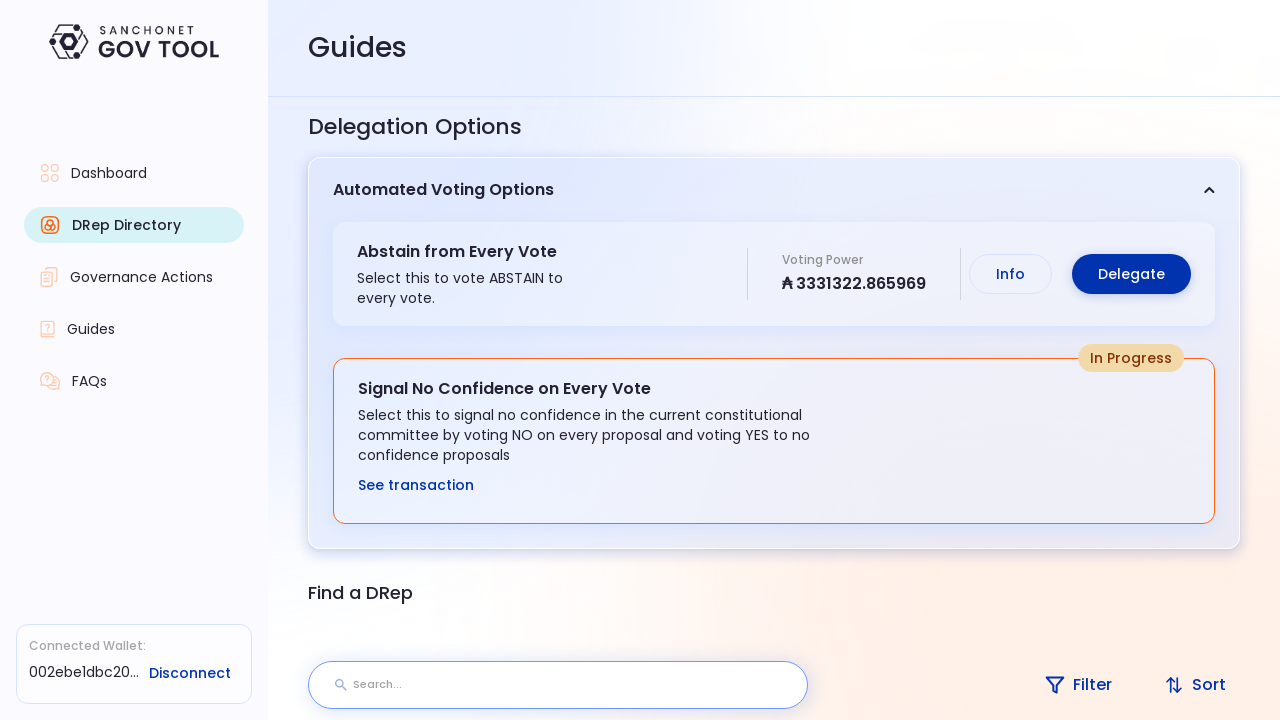 SANCHONET
GOV TOOL
Guides
Dashboard
DRep Directory
Governance Actions
Guides
FAQs
Connected Wallet:
002ebe1dbc20... Disconnect
Delegation Options
Automated Voting Options
Abstain from Every Vote
Select this to vote ABSTAIN to
every vote.
Voting Power
₳ 3331322.865969
Info
Delegate
In Progress
Signal No Confidence on Every Vote
Select this to signal no confidence in the current constitutional
committee by voting NO on every proposal and voting YES to no
confidence proposals
See transaction
Find a DRep
Search...
Filter
Sort